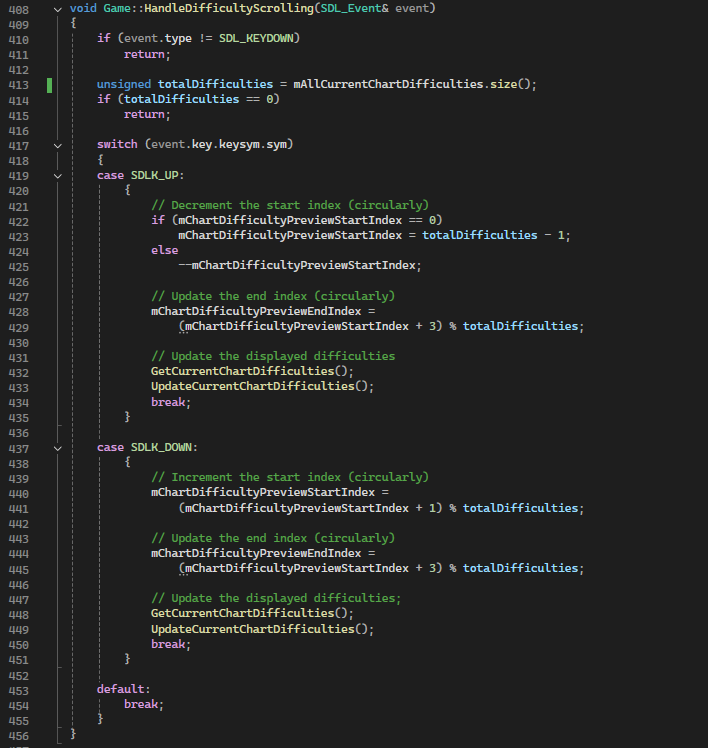 408 void Game::HandleDifficultyScrolling(SDL_Event& event)
409 {
410 if (event.type != SDL_KEYDOWN)
411 return;
412
413 unsigned totalDifficulties = mAllCurrentChartDifficulties.size();
414 if (totalDifficulties == 0)
415 return;
416
417 switch (event.key.keysym.sym)
418 {
419 case SDLK_UP:
420 {
421 // Decrement the start index (circularly)
422 if (mChartDifficultyPreviewStartIndex == 0)
423 mChartDifficultyPreviewStartIndex = totalDifficulties - 1;
424 else
425 --mChartDifficultyPreviewStartIndex;
426
427 // Update the end index (circularly)
428 mChartDifficultyPreviewEndIndex =
429 (mChartDifficultyPreviewStartIndex + 3) % totalDifficulties;
430
431 // Update the displayed difficulties
432 GetCurrentChartDifficulties();
433 UpdateCurrentChartDifficulties();
434 break;
435 }
436
437 case SDLK_DOWN:
438 {
439 // Increment the start index (circularly)
440 mChartDifficultyPreviewStartIndex =
441 (mChartDifficultyPreviewStartIndex + 1) % totalDifficulties;
442
443 // Update the end index (circularly)
444 mChartDifficultyPreviewEndIndex =
445 (mChartDifficultyPreviewStartIndex + 3) % totalDifficulties;
446
447 // Update the displayed difficulties;
448 GetCurrentChartDifficulties();
449 UpdateCurrentChartDifficulties();
450 break;
451 }
452
453 default:
454 break;
455 }
456 }